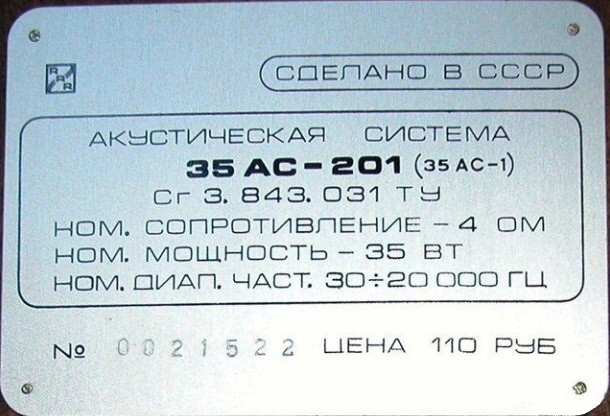 RRR
СДЕЛАНО В СССР
АКУСТИЧЕСКАЯ СИСТЕМА
35 АС-201 (35 АС-1)
Сг 3. 843. 031 ТУ
НОМ. СОПРОТИВЛЕНИЕ - 4 ОМ
НОМ. МОЩНОСТЬ - 35 ВТ
НОМ. ДИАП. ЧАСТ. 30÷20 000 ГЦ
№ 0021522 ЦЕНА 110 РУБ